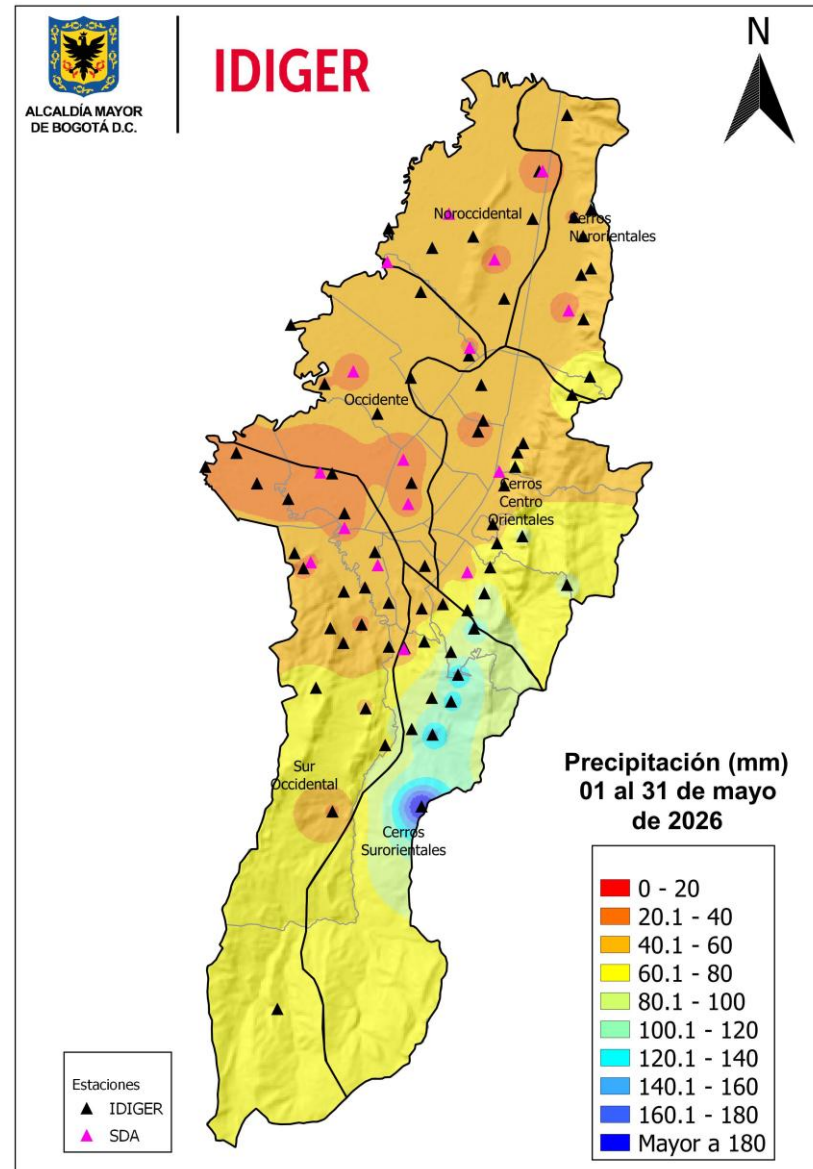 ALCALDÍA MAYOR
DE BOGOTÁ D.C.
IDIGER
N
Noroccidental
Cerros
Nororientales
Occidente
Cerros
Centro
Orientales
Sur
Occidental
Cerros
Surorientales
Precipitación (mm)
01 al 31 de mayo
de 2026
0 - 20
20.1 - 40
40.1 - 60
60.1 - 80
80.1 - 100
100.1 - 120
120.1 - 140
140.1 - 160
160.1 - 180
Mayor a 180
Estaciones
IDIGER
SDA